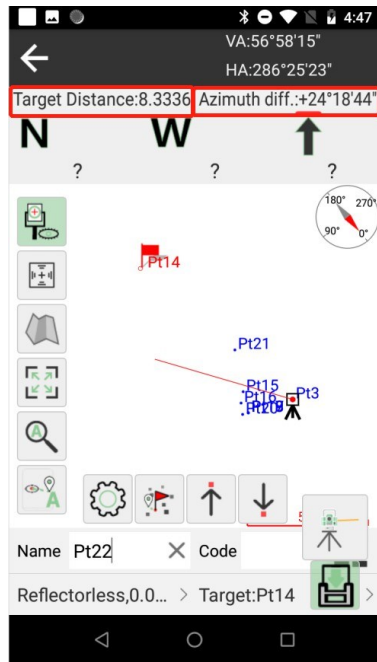 4:47
VA:56°58'15"
HA:286°25'23"
Target Distance:8.3336 Azimuth diff.:+24°18'44"
N W
? ? ?
180° 270°
90° 0°
Pt14
Pt21
Pt15
Pt16 Pt3
A
Name Pt22 Code
Reflectorless,0.0... > Target:Pt14 >